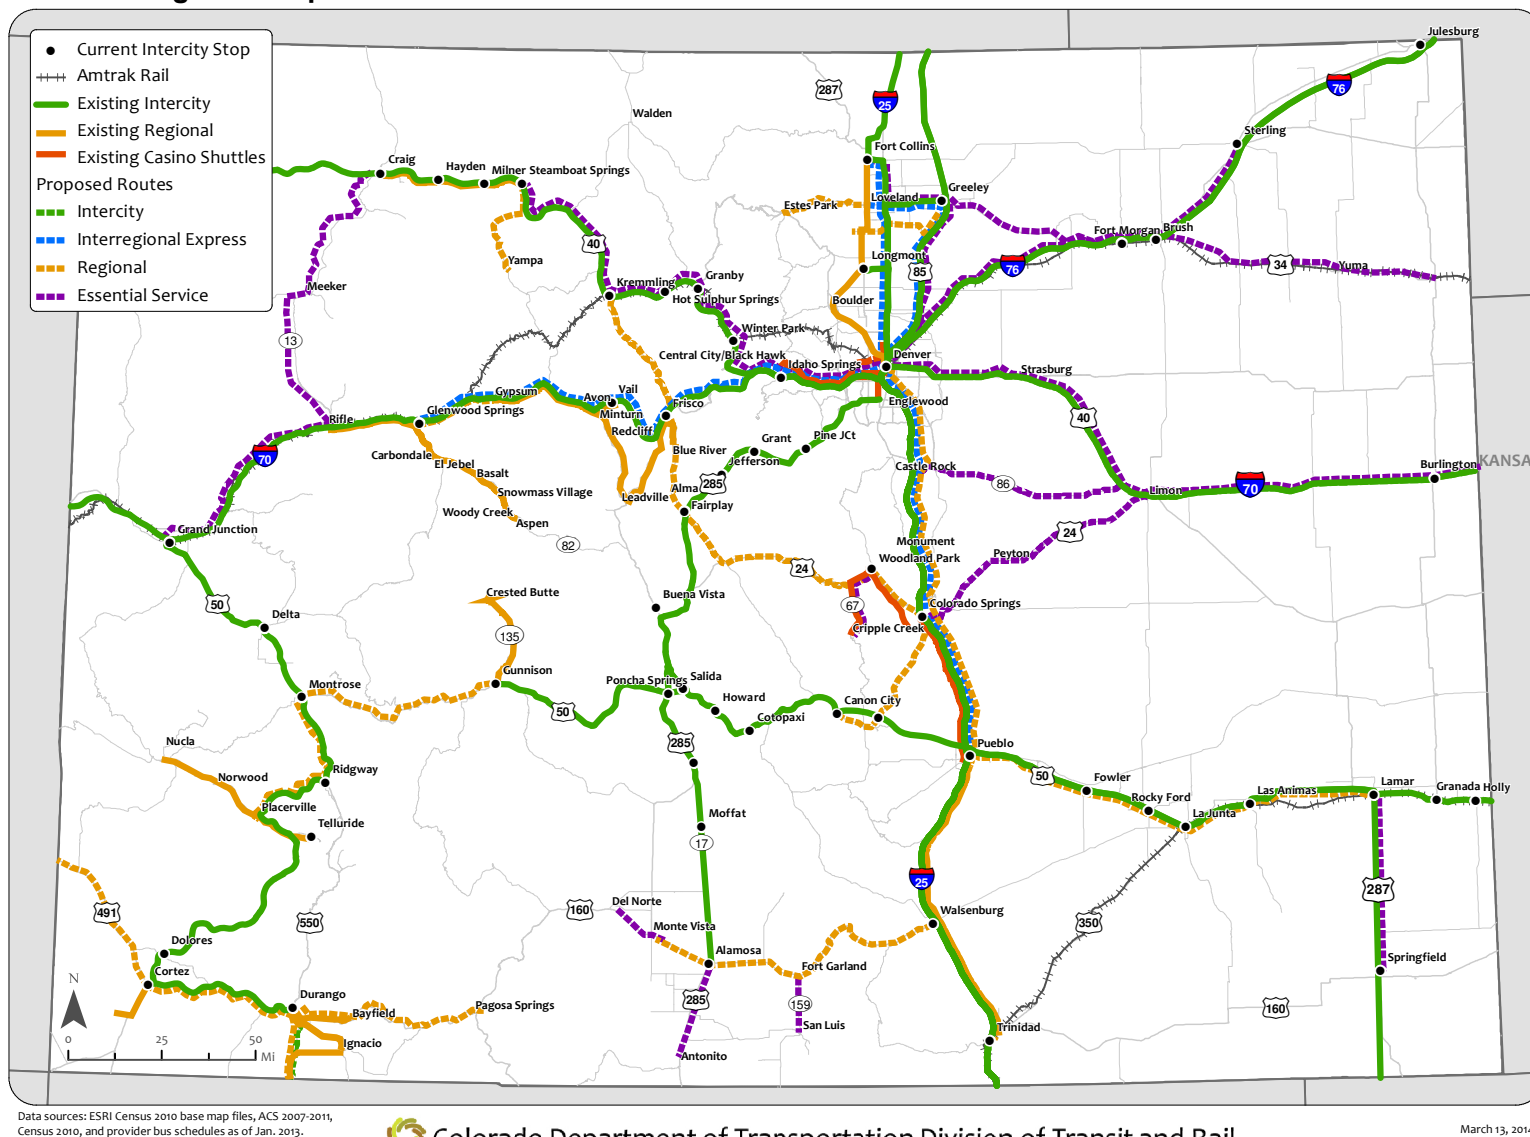 Current Intercity Stop
Amtrak Rail
Existing Intercity
Existing Regional
Existing Casino Shuttles
Proposed Routes
Intercity
Interregional Express
Regional
Essential Service
Julesburg
76
287
25
Walden
Sterling
Fort Collins
Craig
Hayden
Milner Steamboat Springs
Greeley
Loveland
Estes Park
40
Fort Morgan
Brush
Yampa
Longmont
85
76
34
Yuma
Meeker
Kremmling
Granby
Hot Sulphur Springs
Boulder
13
Winter Park
Central City/Black Hawk
Idaho Springs
Denver
Strasburg
Gypsum
Avon
Vail
Minturn
Redcliff
Frisco
Englewood
40
Glenwood Springs
Rifle
70
Carbondale
El Jebel
Basalt
Snowmass Village
Woody Creek
Aspen
82
Blue River
Grant
Jefferson
Pine JCt
285
Alma
Fairplay
Leadville
Castle Rock
86
Limon
70
Burlington
KANSA
Grand Junction
Monument
Woodland Park
24
Peyton
24
50
Delta
Crested Butte
135
Buena Vista
67
Cripple Creek
Colorado Springs
Montrose
Gunnison
50
Poncha Springs
Salida
Howard
Cotopaxi
Canon City
Nucla
Norwood
Ridgway
Placerville
Telluride
285
Pueblo
50
Fowler
Rocky Ford
La Junta
Las Animas
Lamar
Granada
Holly
Moffat
17
25
287
491
550
160
Del Norte
Monte Vista
Walsenburg
350
Dolores
Cortez
Alamosa
Fort Garland
Springfield
N
Durango
Bayfield
Pagosa Springs
285
159
San Luis
160
Ignacio
Antonito
Trinidad
0 25 50
Mi
Data sources: ESRI Census 2010 base map files, ACS 2007-2011,
Census 2010, and provider bus schedules as of Jan. 2013.
Colorado Department of Transportation Division of Transit and Rail
March 13, 2014